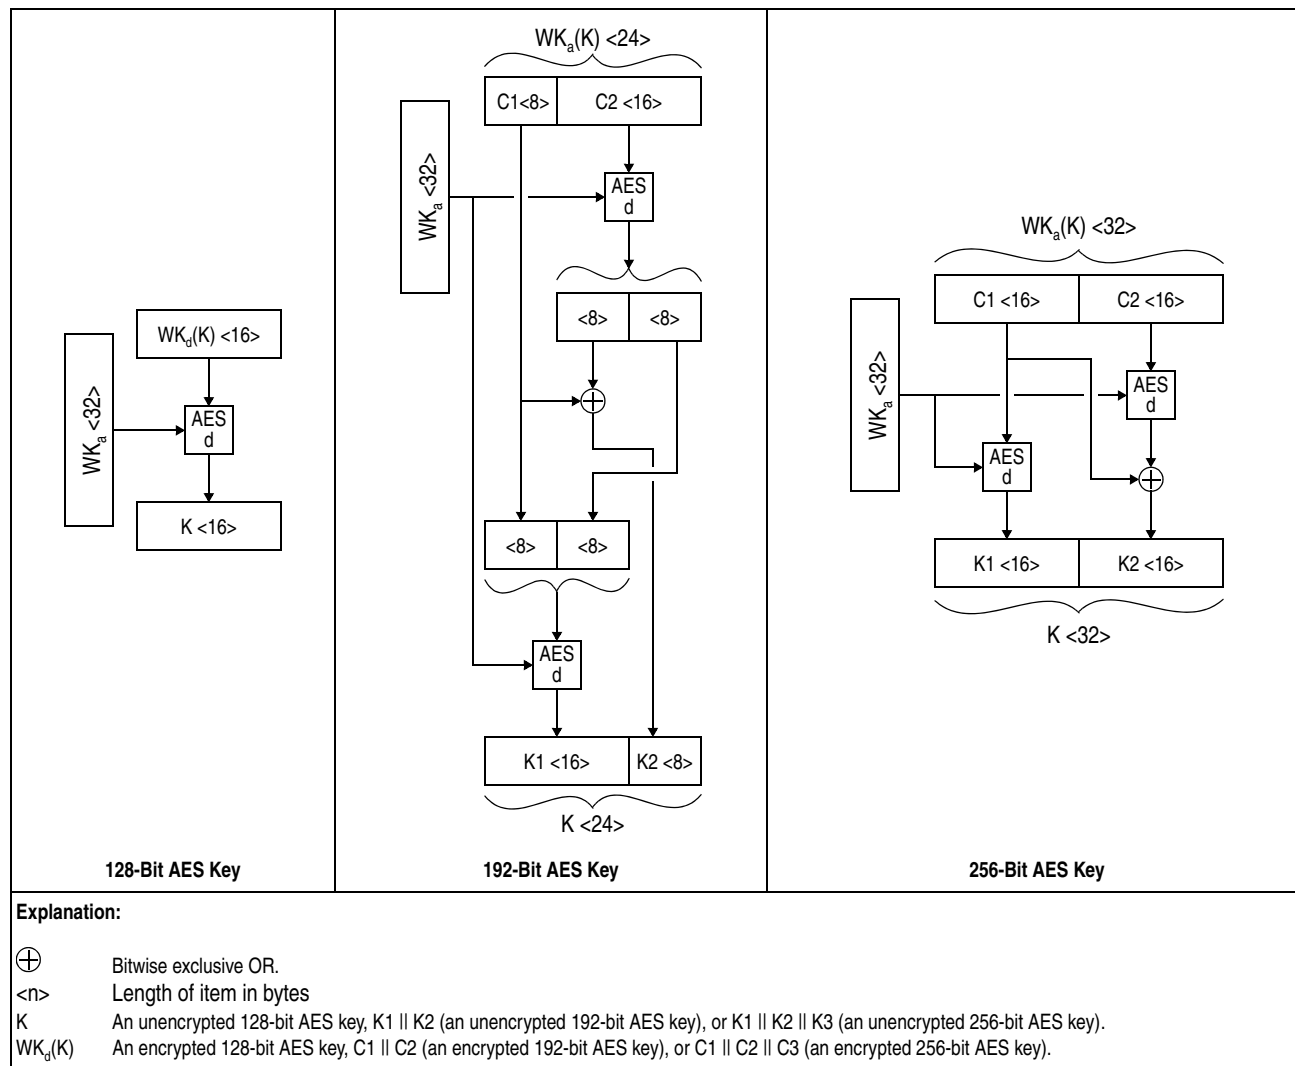 WKa <32>
WKd(K) <16>
AES
d
K <16>
128-Bit AES Key
WKa(K) <24>
C1<8> C2 <16>
WKa <32>
AES
d
<8> <8>
<8> <8>
AES
d
K1 <16> K2 <8>
K <24>
192-Bit AES Key
WKa(K) <32>
C1 <16> C2 <16>
WKa <32>
AES
d
AES
d
K1 <16> K2 <16>
K <32>
256-Bit AES Key
Explanation:
⊕ Bitwise exclusive OR.
<n> Length of item in bytes
K An unencrypted 128-bit AES key, K1 || K2 (an unencrypted 192-bit AES key), or K1 || K2 || K3 (an unencrypted 256-bit AES key).
WKd(K) An encrypted 128-bit AES key, C1 || C2 (an encrypted 192-bit AES key), or C1 || C2 || C3 (an encrypted 256-bit AES key).